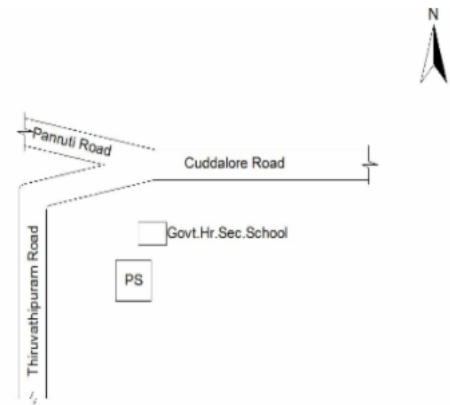 N
Panruti Road
Cuddalore Road
Govt.Hr.Sec.School
PS
Thiruvathipuram Road